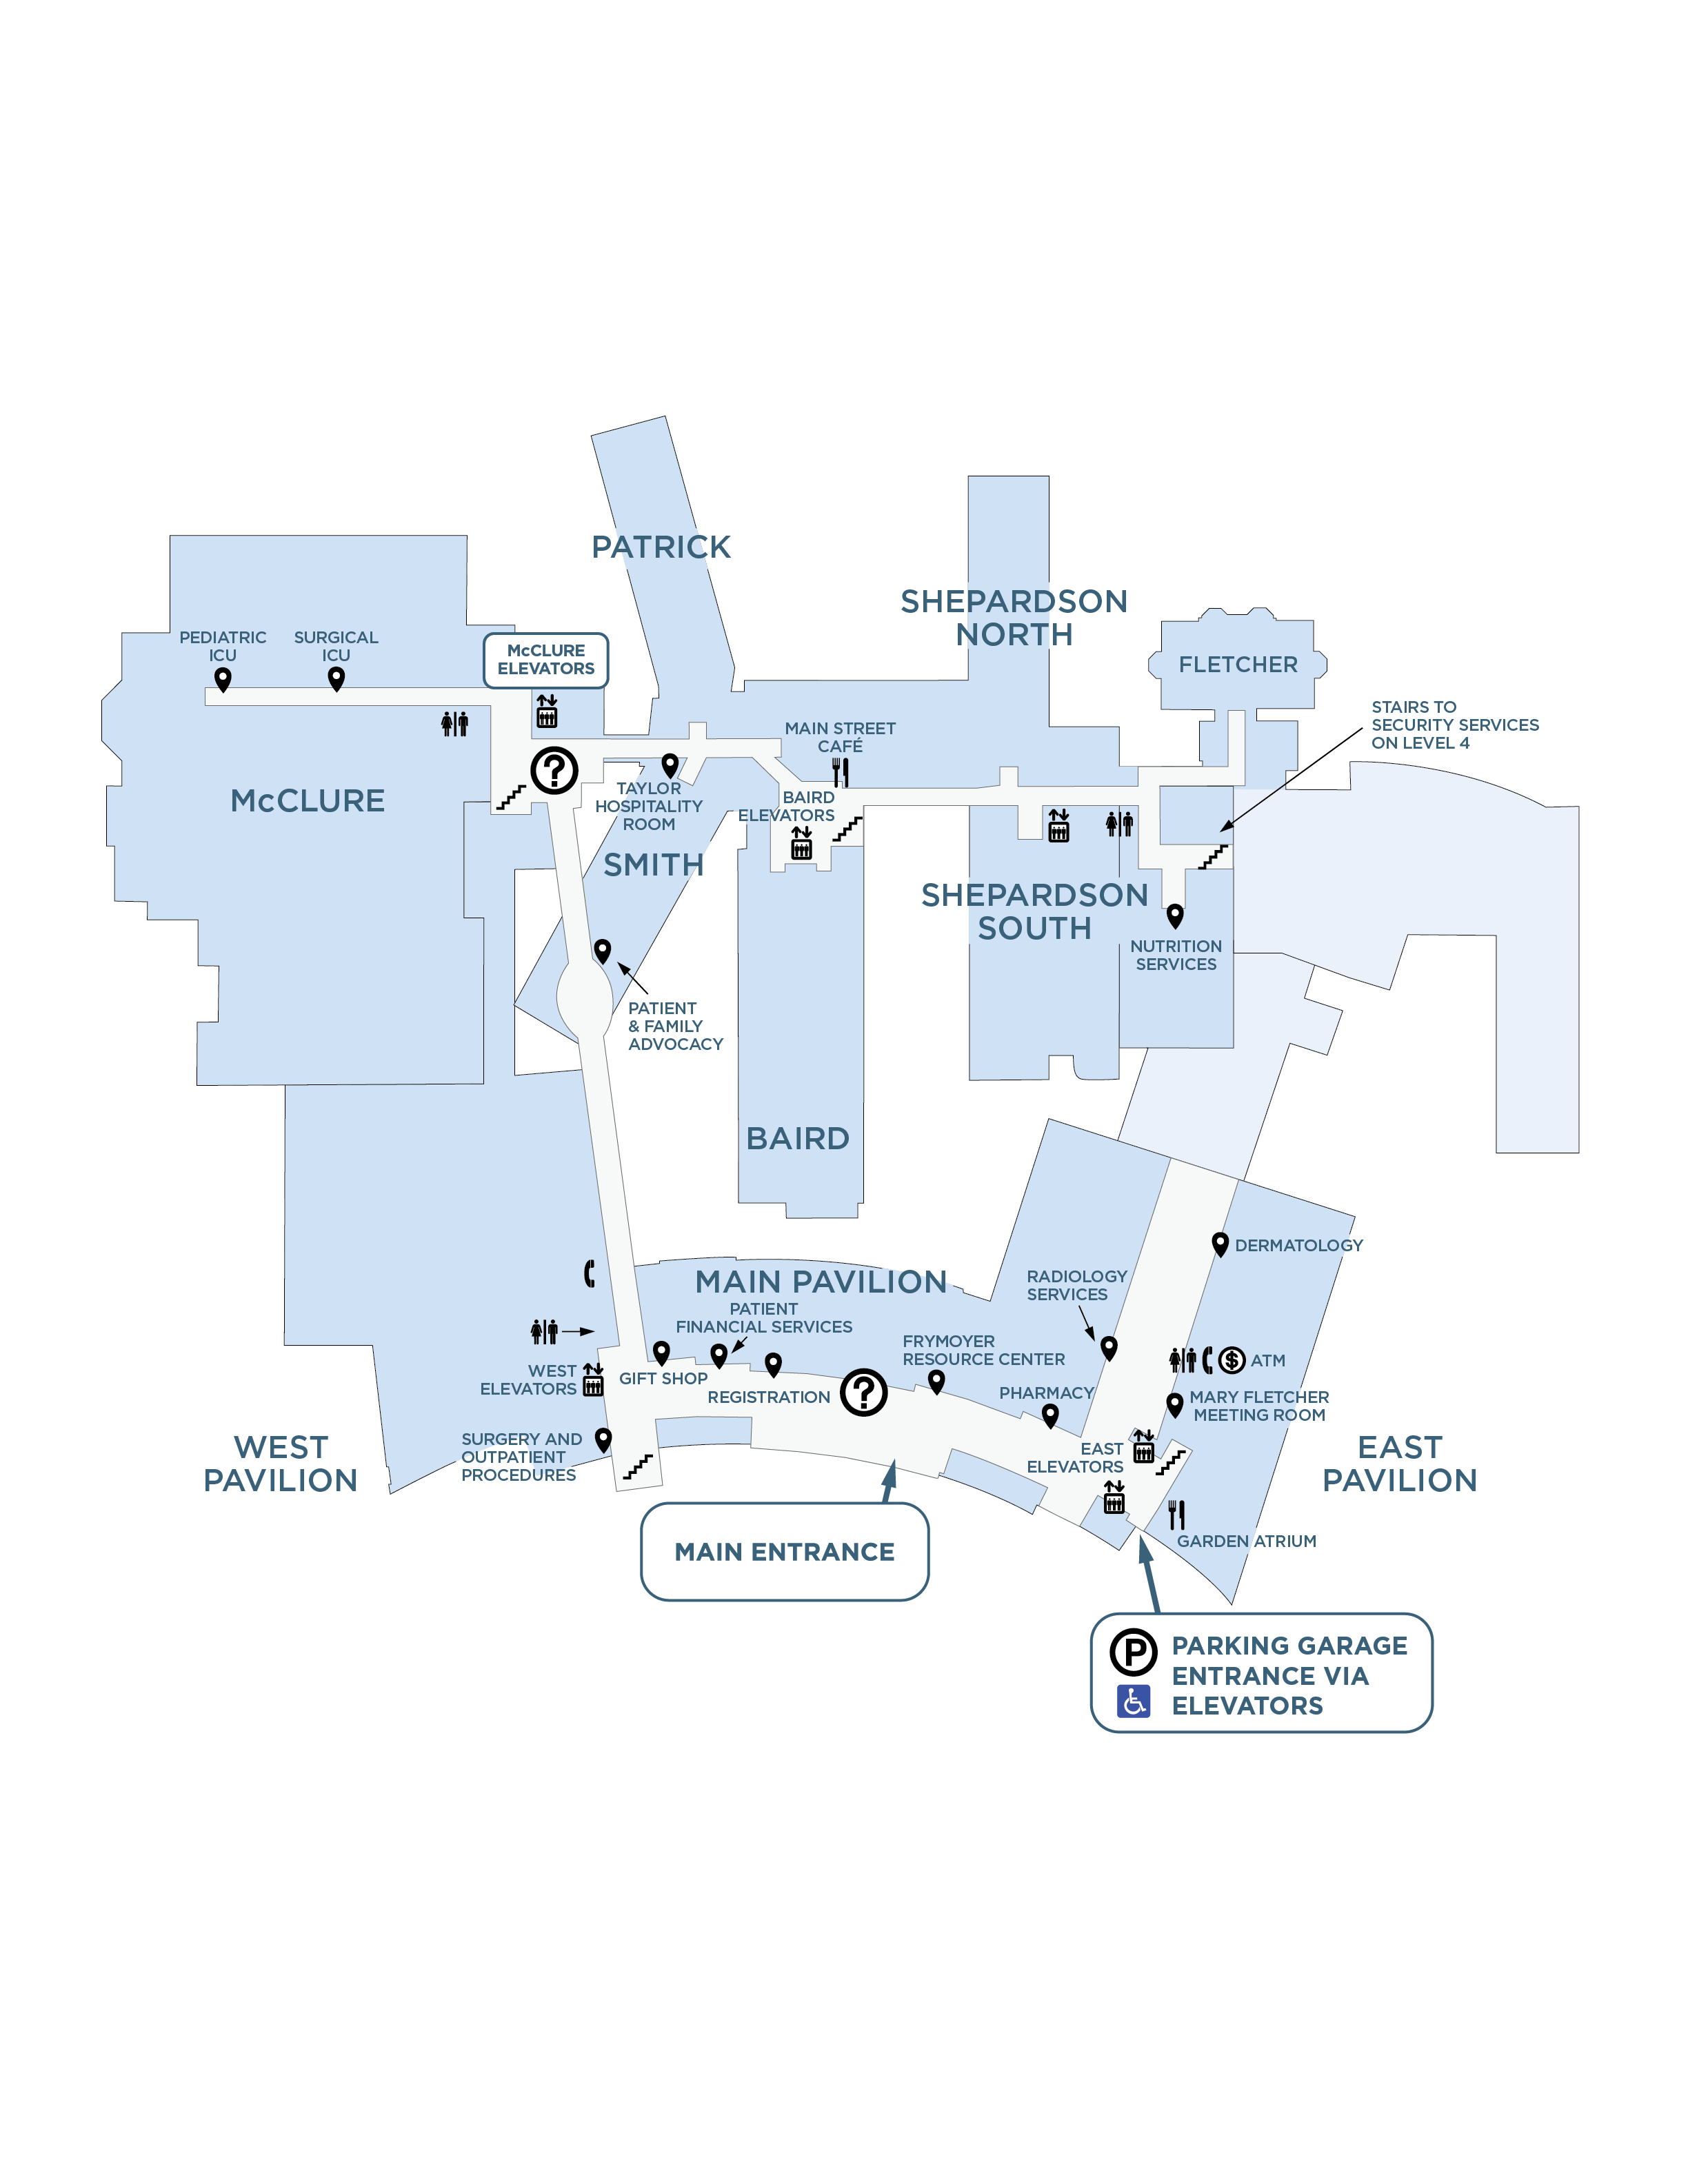 PATRICK
SHEPARDSON
NORTH
PEDIATRIC
ICU
SURGICAL
ICU
McCLURE
ELEVATORS
FLETCHER
STAIRS TO
SECURITY SERVICES
ON LEVEL 4
MAIN STREET
CAFÉ
?
McCLURE
TAYLOR
HOSPITALITY
ROOM
BAIRD
ELEVATORS
SMITH
SHEPARDSON
SOUTH
NUTRITION
SERVICES
PATIENT
& FAMILY
ADVOCACY
BAIRD
DERMATOLOGY
MAIN PAVILION
RADIOLOGY
SERVICES
PATIENT
FINANCIAL SERVICES
FRYMOYER
RESOURCE CENTER
$ ATM
WEST
ELEVATORS
GIFT SHOP
REGISTRATION
?
PHARMACY
MARY FLETCHER
MEETING ROOM
WEST
PAVILION
SURGERY AND
OUTPATIENT
PROCEDURES
EAST
ELEVATORS
EAST
PAVILION
MAIN ENTRANCE
GARDEN ATRIUM
P
PARKING GARAGE
ENTRANCE VIA
ELEVATORS